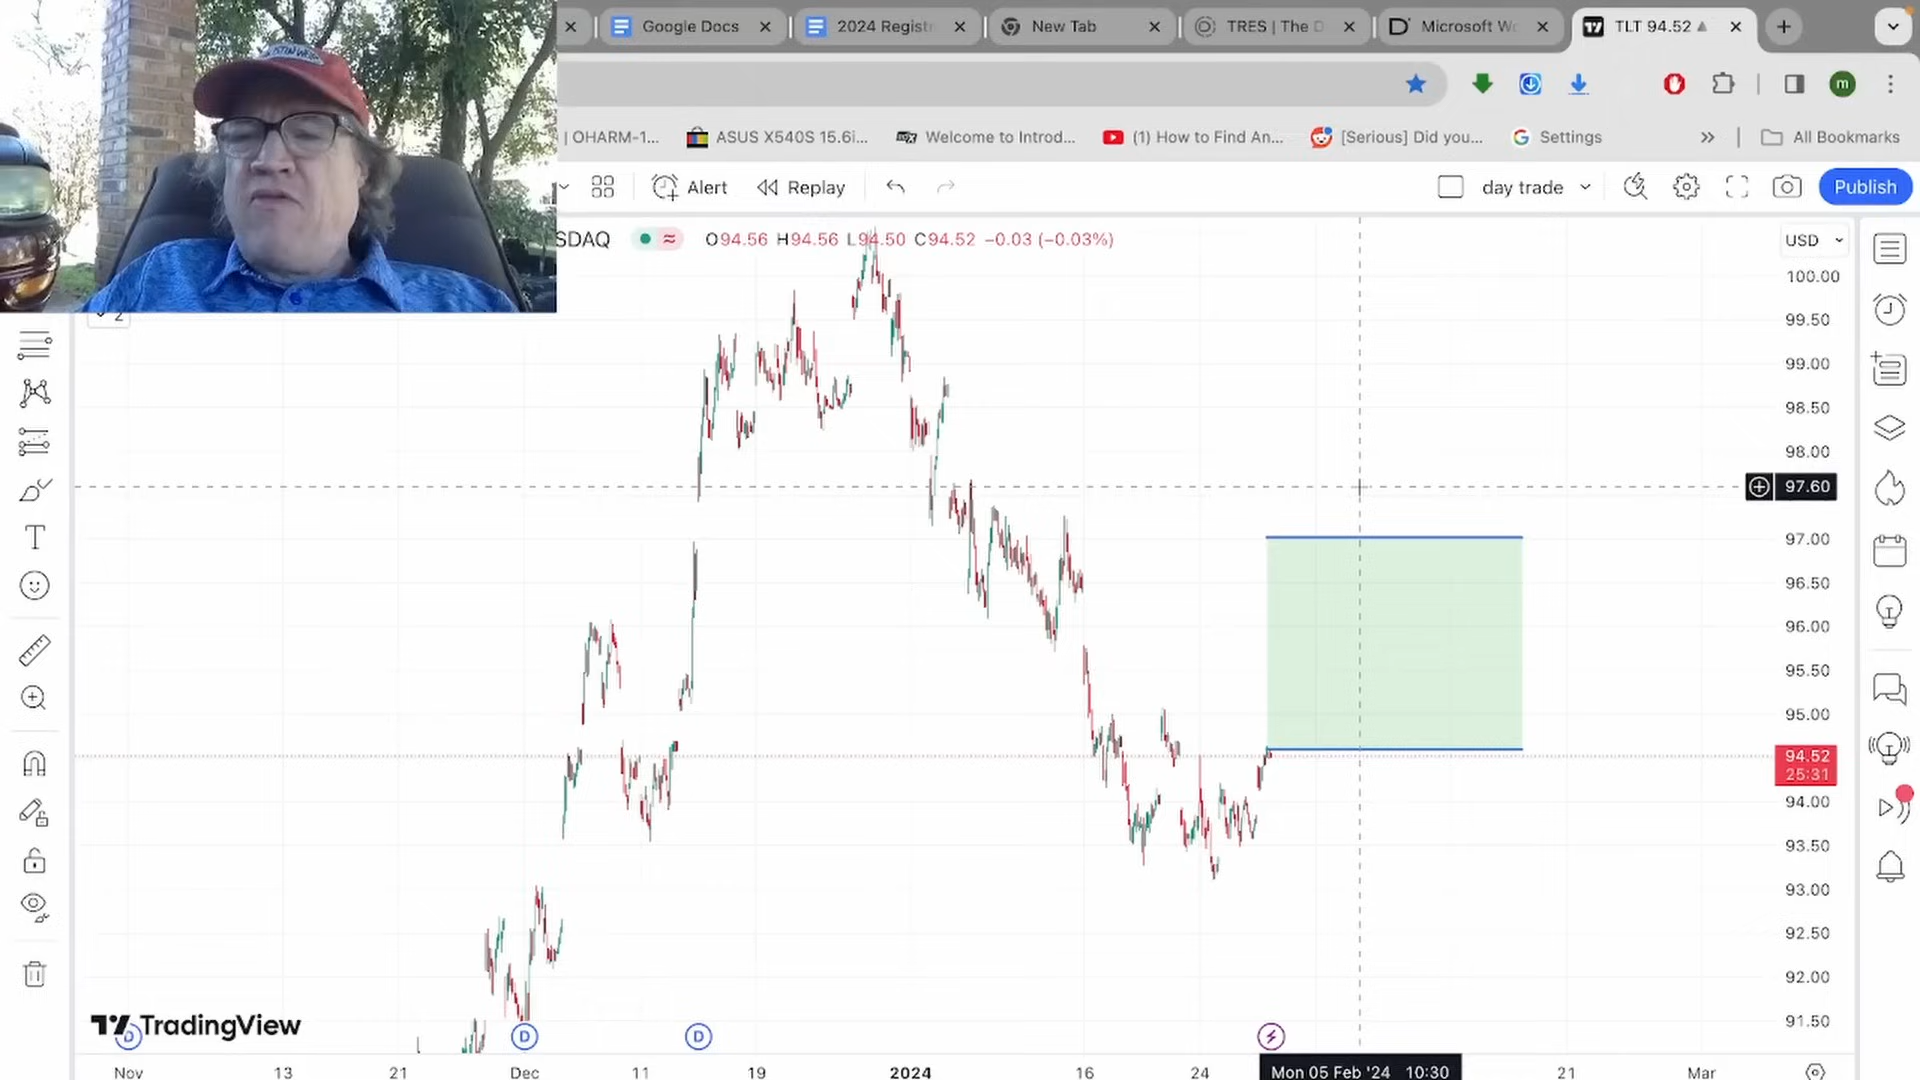 Google Docs
2024 Registr
New Tab
TRES | The D
Microsoft Wo
TLT 94.52
m
| OHARM-1...
ASUS X540S 15.6i...
Welcome to Introd...
(1) How to Find An...
[Serious] Did you...
Settings
All Bookmarks
Alert
Replay
day trade
Publish
SDAQ
O94.56 H94.56 L94.50 C94.52 −0.03 (−0.03%)
USD
2
100.00
99.50
99.00
98.50
98.00
97.60
97.00
96.50
96.00
95.50
95.00
94.52
25:31
94.00
93.50
93.00
92.50
92.00
91.50
TradingView
D
D
D
Nov
13
21
Dec
11
19
2024
16
24
Mon 05 Feb '24 10:30
21
Mar